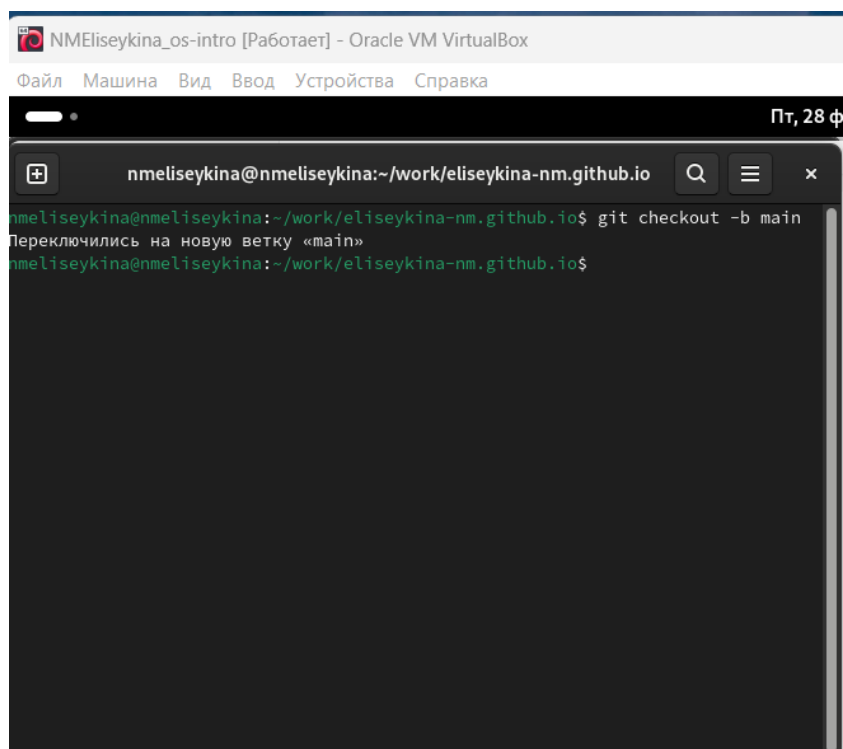 NMEliseykina_os-intro [Работает] - Oracle VM VirtualBox
Файл Машина Вид Ввод Устройства Справка
Пт, 28 ф
nmeliseykina@nmeliseykina:~/work/eliseykina-nm.github.io
nmeliseykina@nmeliseykina:~/work/eliseykina-nm.github.io$ git checkout -b main
Переключились на новую ветку «main»
nmeliseykina@nmeliseykina:~/work/eliseykina-nm.github.io$